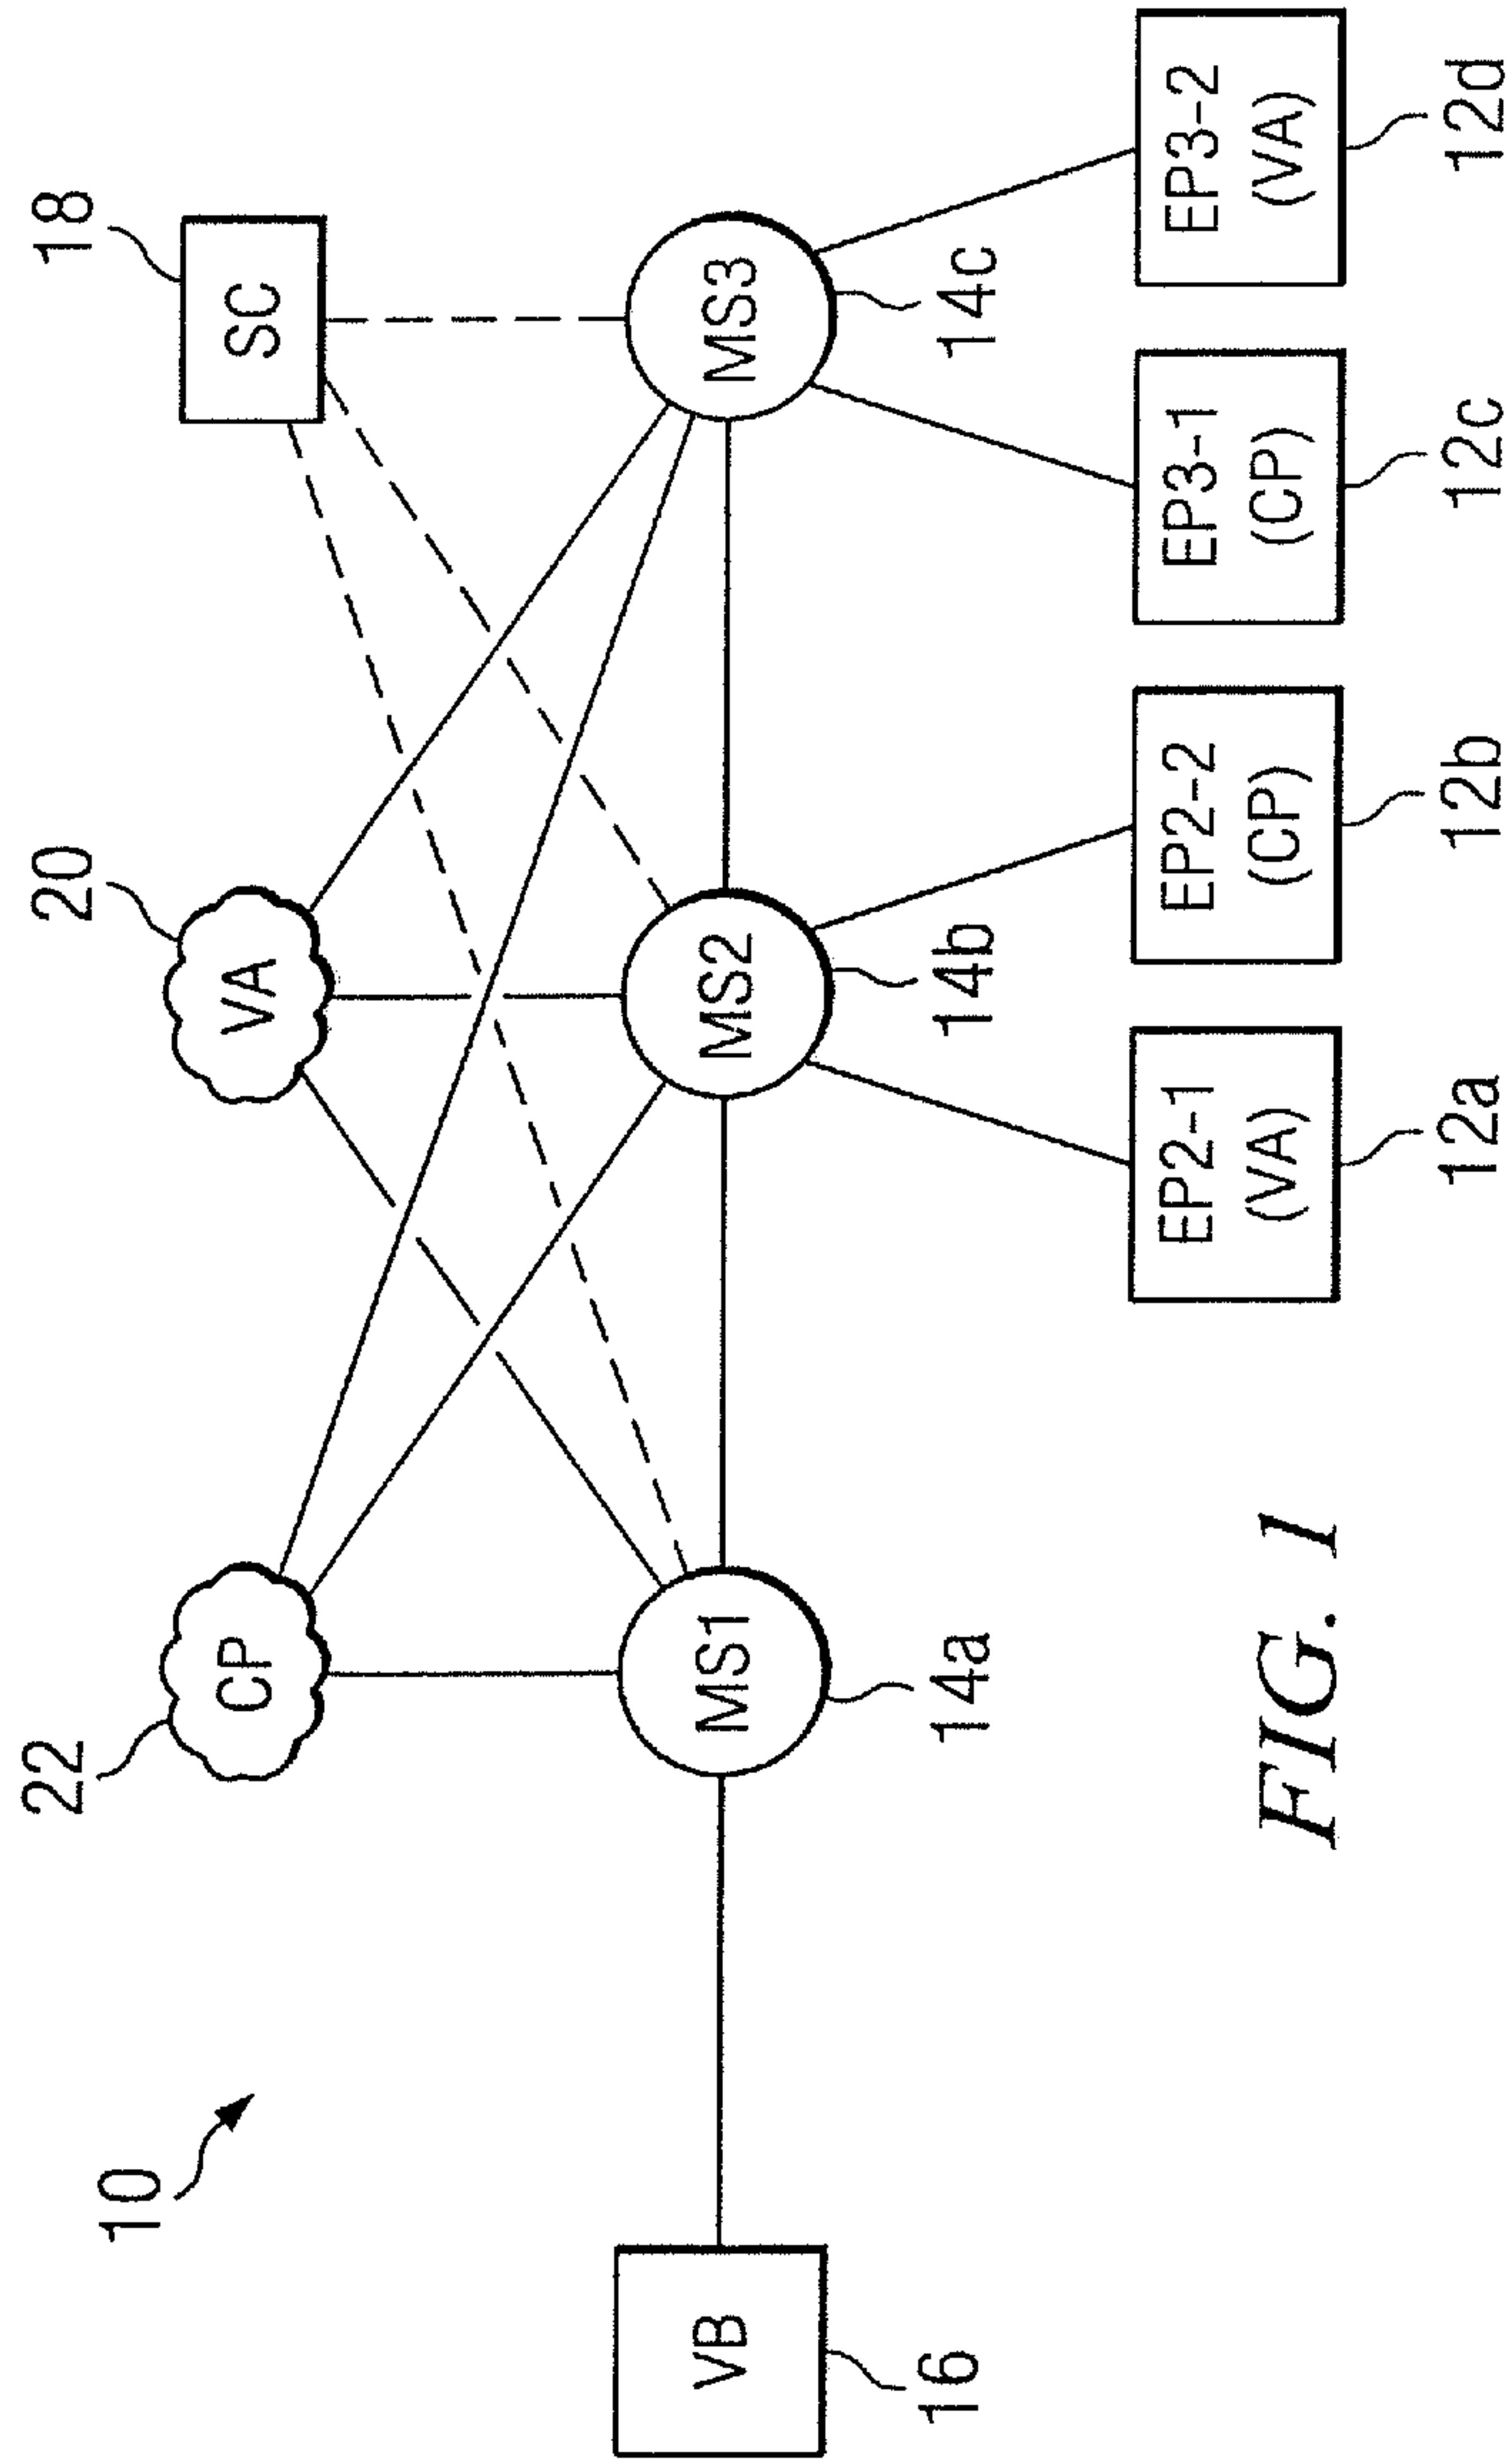 10
22
20
18
CP
VA
SC
VB
MS1
MS2
MS3
16
14a
14b
14c
EP2-1
(VA)
EP2-2
(CP)
EP3-1
(CP)
EP3-2
(VA)
12a
12b
12c
12d
FIG. 1